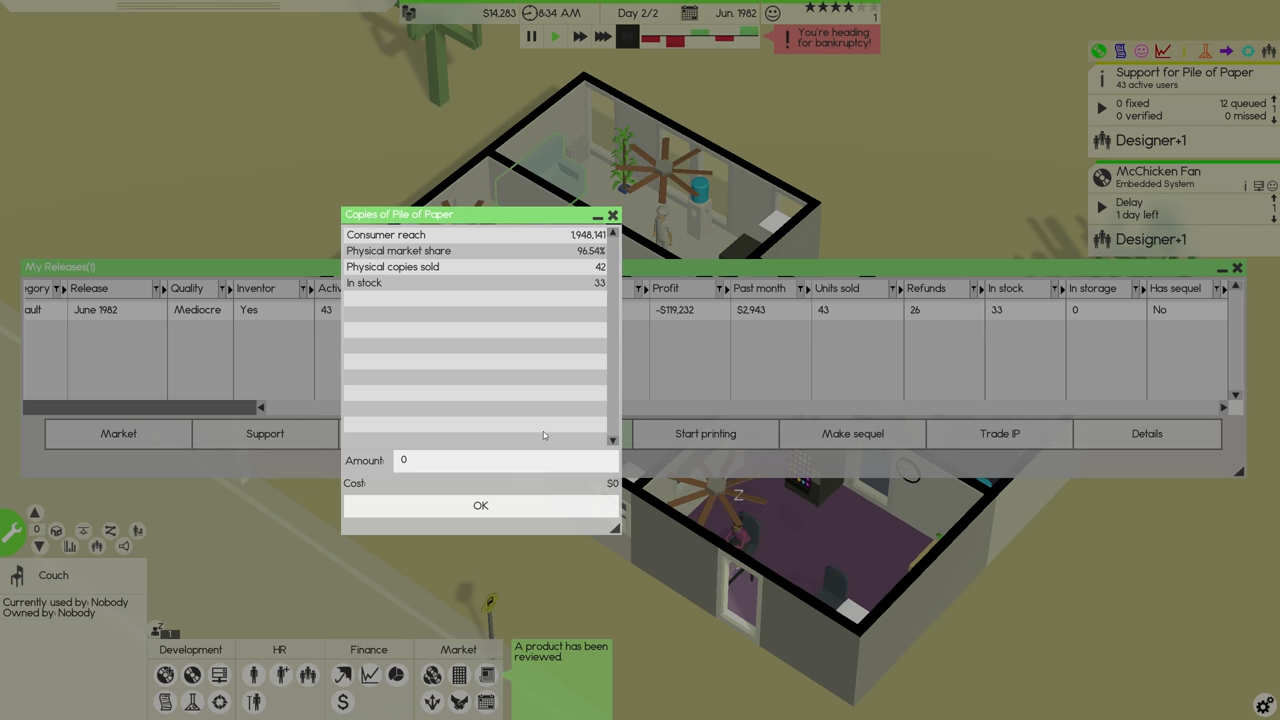 $14,283
8:34 AM
Day 2/2
Jun. 1982
1
You're heading
for bankruptcy!
Support for Pile of Paper
43 active users
0 fixed
12 queued
0 verified
0 missed
1
Designer+1
McChicken Fan
Embedded System
Delay
1 day left
1
Designer+1
Copies of Pile of Paper
Consumer reach 1,948,141
Physical market share 96.54%
Physical copies sold 42
In stock 33
Amount: 0
Cost: $0
OK
My Releases(1)
gory Release Quality Inventor Profit Past month Units sold Refunds In stock In storage Has sequel
ault June 1982 Mediocre Yes 43 -$119,232 $2,943 43 26 33 0 No
Market Support Start printing Make sequel Trade IP Details
Z
0
Couch
Currently used by: Nobody
Owned by: Nobody
1
Development
HR
Finance
Market
A product has been
reviewed.